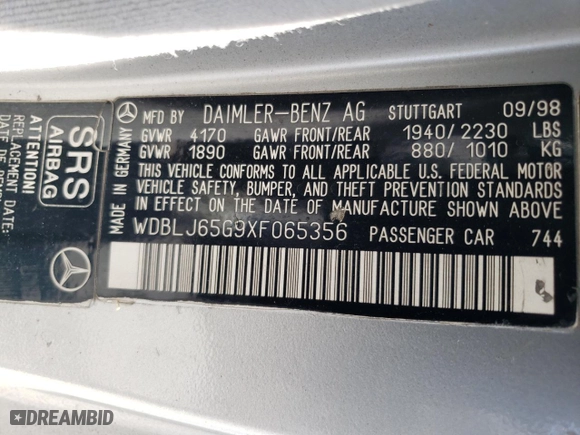 MFD BY DAIMLER-BENZ AG STUTTGART 09/98
GVWR 4170 GAWR FRONT/REAR 1940/2230 LBS
GVWR 1890 GAWR FRONT/REAR 880/1010 KG
THIS VEHICLE CONFORMS TO ALL APPLICABLE U.S. FEDERAL MOTOR
VEHICLE SAFETY, BUMPER, AND THEFT PREVENTION STANDARDS
IN EFFECT ON THE DATE OF MANUFACTURE SHOWN ABOVE.
WDBLJ65G9XF065356 PASSENGER CAR 744
MADE IN GERMANY
SRS
AIRBAG
ATTENTION!
REPLACEMENT
DATE:
DREAMBID